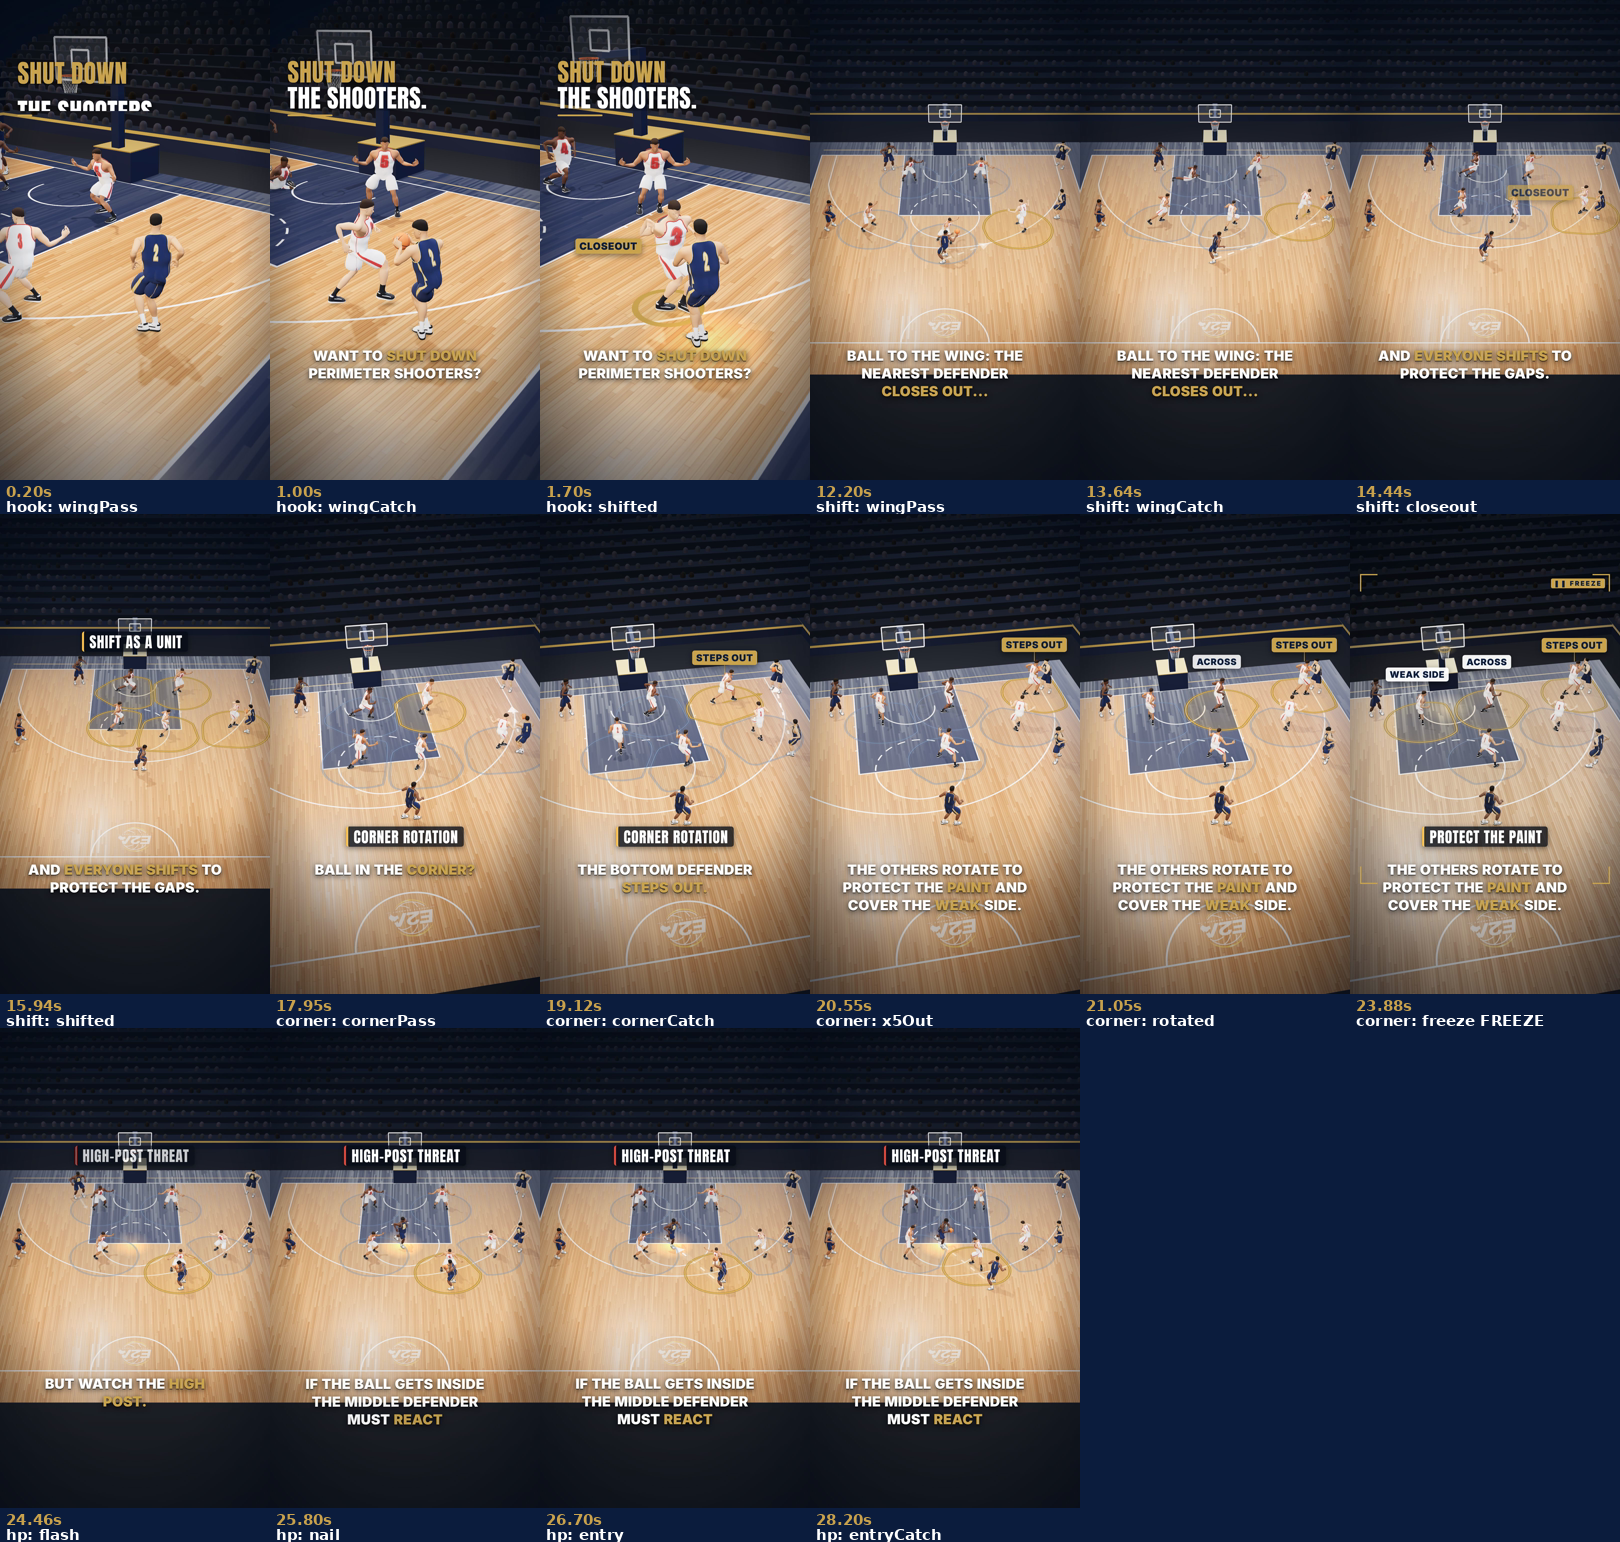 SHUT DOWN
THE SHOOTERS
0.20s
hook: wingPass
SHUT DOWN
THE SHOOTERS.
WANT TO SHUT DOWN
PERIMETER SHOOTERS?
1.00s
hook: wingCatch
SHUT DOWN
THE SHOOTERS.
CLOSEOUT
WANT TO SHUT DOWN
PERIMETER SHOOTERS?
1.70s
hook: shifted
BALL TO THE WING: THE
NEAREST DEFENDER
CLOSES OUT...
12.20s
shift: wingPass
BALL TO THE WING: THE
NEAREST DEFENDER
CLOSES OUT...
13.64s
shift: wingCatch
CLOSEOUT
AND EVERYONE SHIFTS TO
PROTECT THE GAPS.
14.44s
shift: closeout
SHIFT AS A UNIT
AND EVERYONE SHIFTS TO
PROTECT THE GAPS.
15.94s
shift: shifted
CORNER ROTATION
BALL IN THE CORNER?
17.95s
corner: cornerPass
STEPS OUT
CORNER ROTATION
THE BOTTOM DEFENDER
STEPS OUT.
19.12s
corner: cornerCatch
STEPS OUT
THE OTHERS ROTATE TO
PROTECT THE PAINT AND
COVER THE WEAK SIDE.
20.55s
corner: x5Out
STEPS OUT
ACROSS
THE OTHERS ROTATE TO
PROTECT THE PAINT AND
COVER THE WEAK SIDE.
21.05s
corner: rotated
FREEZE
STEPS OUT
ACROSS
WEAK SIDE
PROTECT THE PAINT
THE OTHERS ROTATE TO
PROTECT THE PAINT AND
COVER THE WEAK SIDE.
23.88s
corner: freeze FREEZE
HIGH-POST THREAT
BUT WATCH THE HIGH
POST.
24.46s
hp: flash
HIGH-POST THREAT
IF THE BALL GETS INSIDE
THE MIDDLE DEFENDER
MUST REACT
25.80s
hp: nail
HIGH-POST THREAT
IF THE BALL GETS INSIDE
THE MIDDLE DEFENDER
MUST REACT
26.70s
hp: entry
HIGH-POST THREAT
IF THE BALL GETS INSIDE
THE MIDDLE DEFENDER
MUST REACT
28.20s
hp: entryCatch